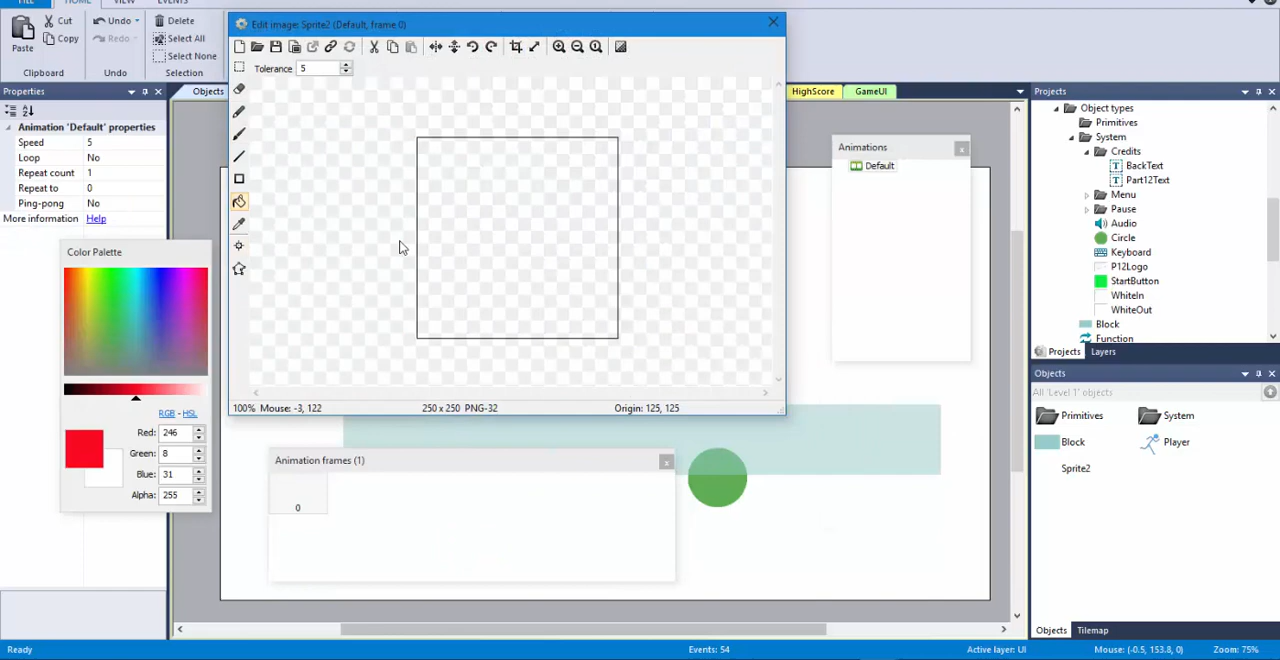 FILE HOME VIEW EVENTS
Paste
Cut
Copy
Clipboard
Undo
Redo
Undo
Delete
Select All
Select None
Selection
Edit image: Sprite2 (Default, frame 0)
Tolerance 5
100% Mouse: -3, 122 250 x 250 PNG-32 Origin: 125, 125
Properties
Animation 'Default' properties
Speed 5
Loop No
Repeat count 1
Repeat to 0
Ping-pong No
More information Help
Color Palette
RGB - HSL
Red: 246
Green: 8
Blue: 31
Alpha: 255
Objects
HighScore
GameUI
Animations x
Default
Animation frames (1) x
0
Projects
Object types
Primitives
System
Credits
BackText
Part12Text
Menu
Pause
Audio
Circle
Keyboard
P12Logo
StartButton
WhiteIn
WhiteOut
Block
Function
Projects Layers
Objects
All 'Level 1' objects
Primitives System
Block Player
Sprite2
Objects Tilemap
Ready Events: 54 Active layer: UI Mouse: (-0.5, 153.8, 0) Zoom: 75%